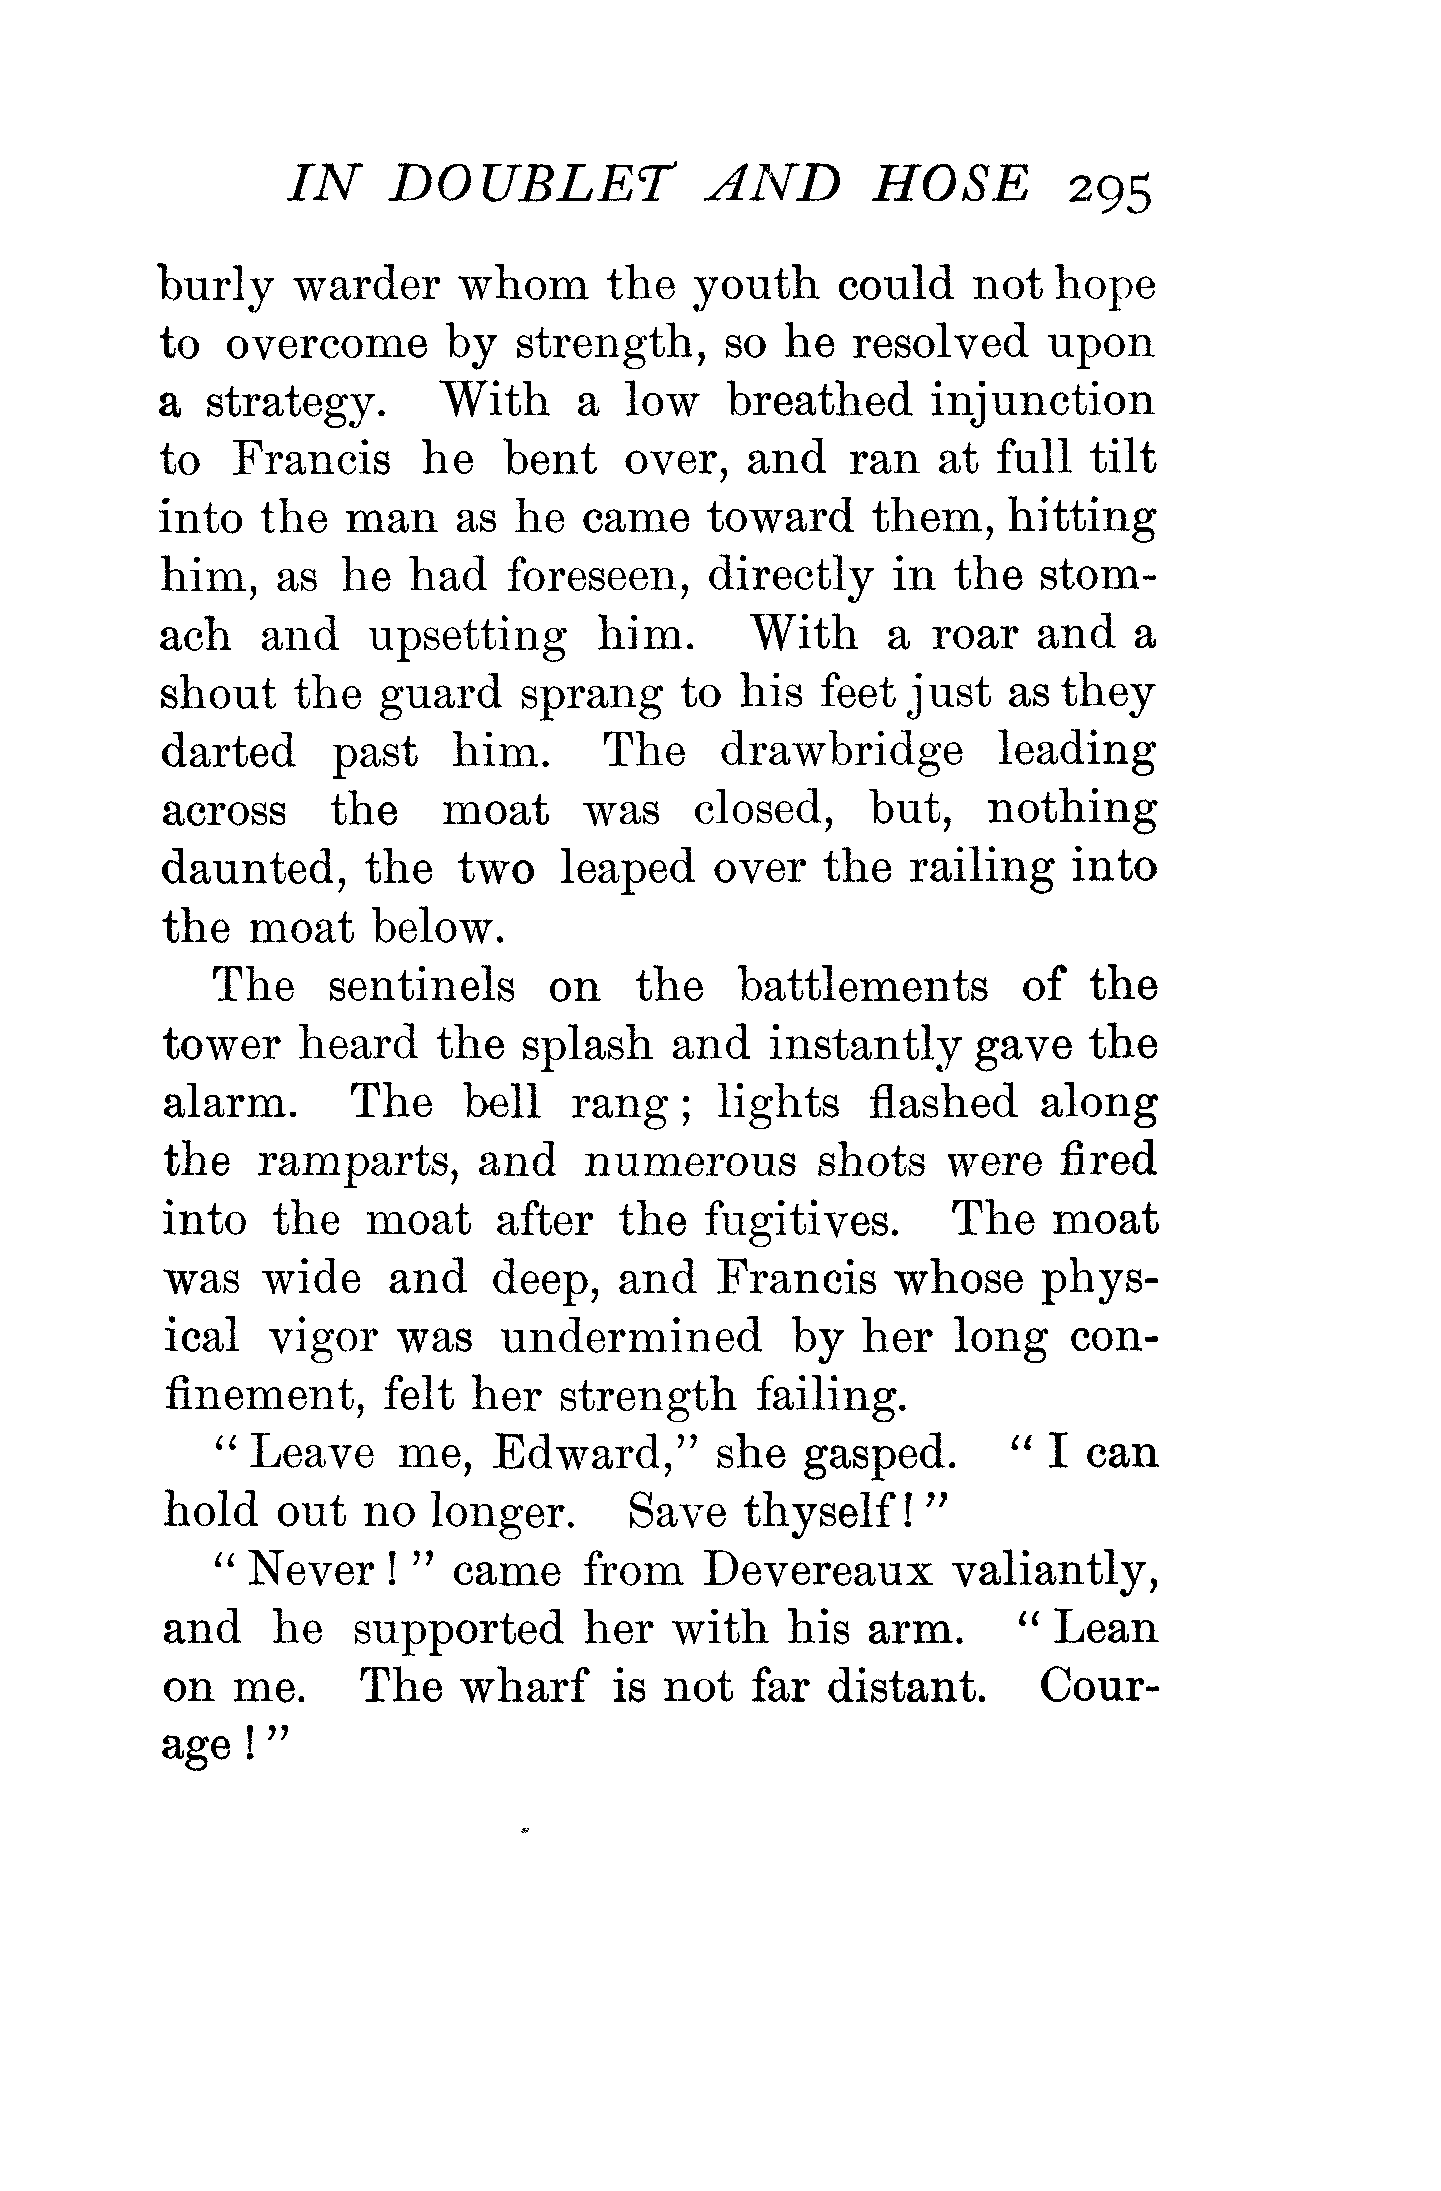 IN DOUBLET AND HOSE 295
burly warder whom the youth could not hope
to overcome by strength, so he resolved upon
a strategy. With a low breathed injunction
to Francis he bent over, and ran at full tilt
into the man as he came toward them, hitting
him, as he had foreseen, directly in the stom-
ach and upsetting him. With a roar and a
shout the guard sprang to his feet just as they
darted past him. The drawbridge leading
across the moat was closed, but, nothing
daunted, the two leaped over the railing into
the moat below.
The sentinels on the battlements of the
tower heard the splash and instantly gave the
alarm. The bell rang; lights flashed along
the ramparts, and numerous shots were fired
into the moat after the fugitives. The moat
was wide and deep, and Francis whose phys-
ical vigor was undermined by her long con-
finement, felt her strength failing.
“Leave me, Edward,” she gasped. “I can
hold out no longer. Save thyself!”
“Never!” came from Devereaux valiantly,
and he supported her with his arm. “Lean
on me. The wharf is not far distant. Cour-
age!”